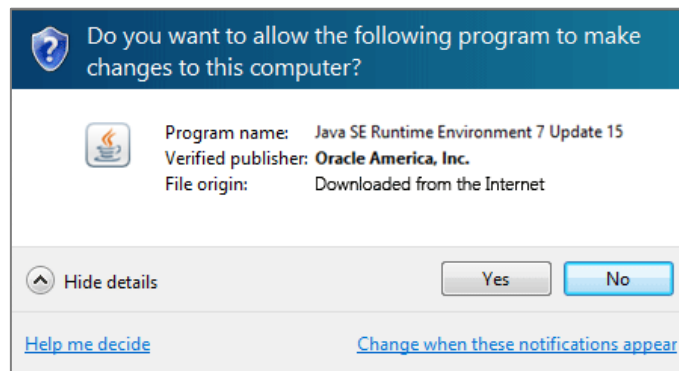 Do you want to allow the following program to make
changes to this computer?
Program name: Java SE Runtime Environment 7 Update 15
Verified publisher: Oracle America, Inc.
File origin: Downloaded from the Internet
Hide details Yes No
Help me decide Change when these notifications appear